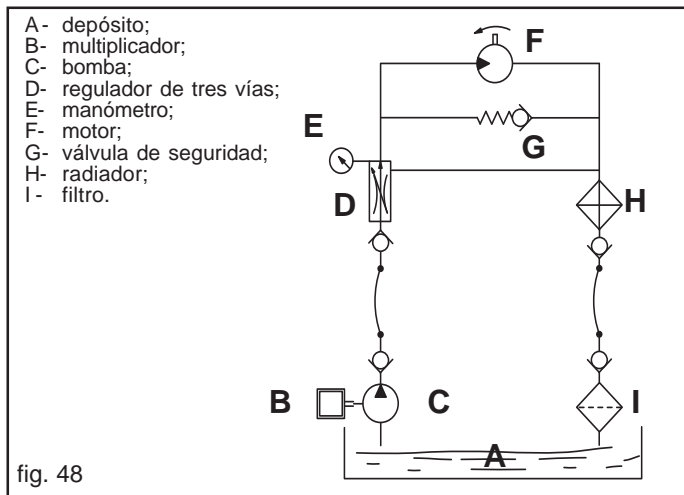 A- depósito;
B- multiplicador;
C- bomba;
D- regulador de tres vías;
E- manómetro;
F- motor;
G- válvula de seguridad;
H- radiador;
I- filtro.
F
E
G
D
H
B
C
I
A
fig. 48